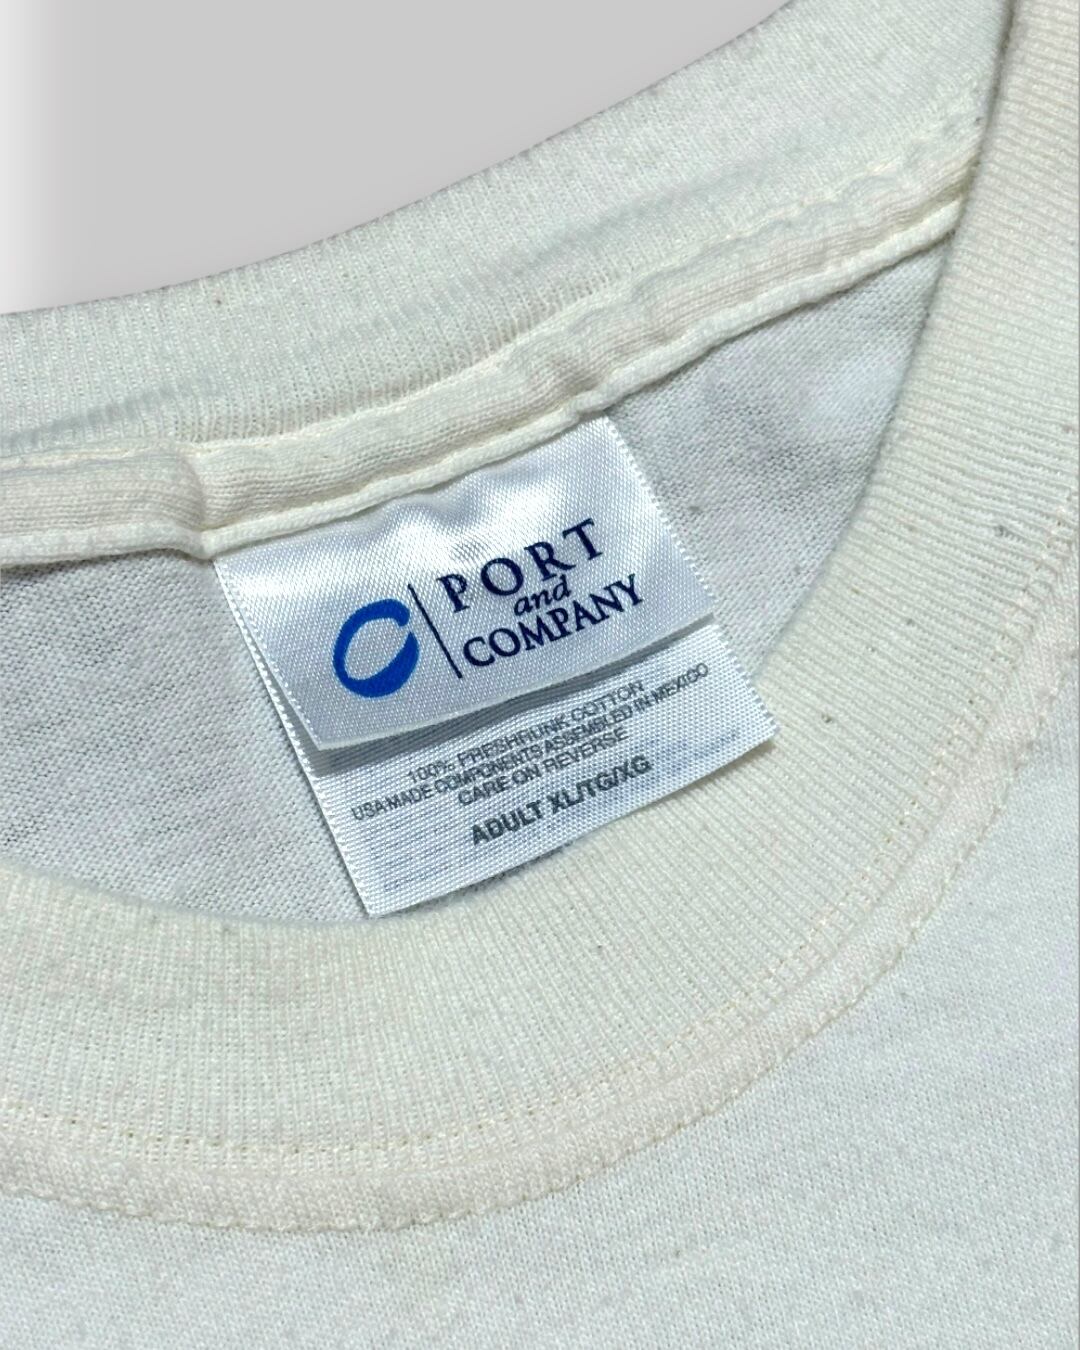 PORT
and
COMPANY
100% PRESHRUNK COTTON
USA MADE COMPONENTS ASSEMBLED IN MEXICO
CARE ON REVERSE
ADULT XL/TG/XG